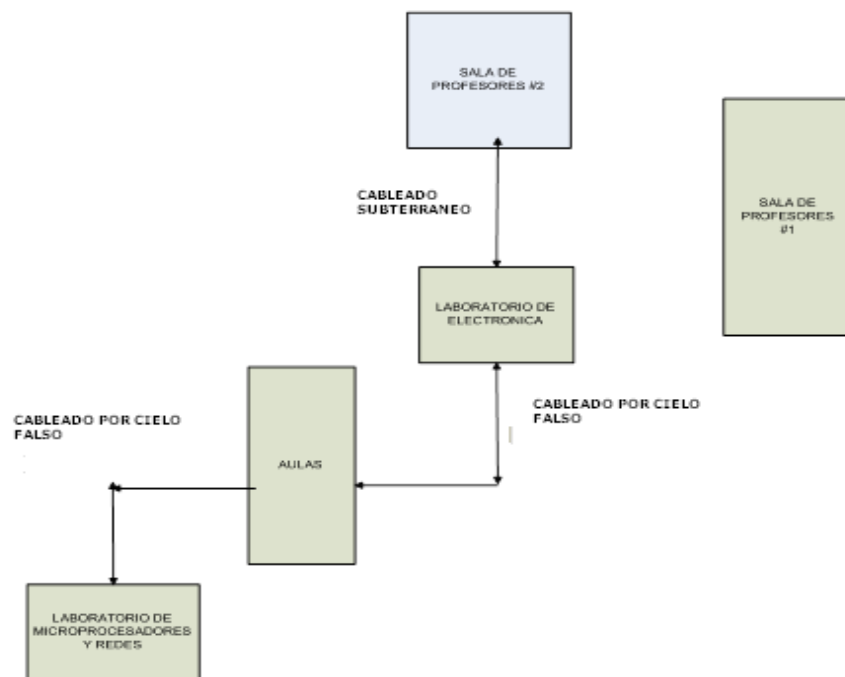 SALA DE
PROFESORES #2
SALA DE
PROFESORES
#1
CABLEADO
SUBTERRANEO
LABORATORIO DE
ELECTRONICA
CABLEADO POR CIELO
FALSO
CABLEADO POR CIELO
FALSO
AULAS
LABORATORIO DE
MICROPROCESADORES
Y REDES